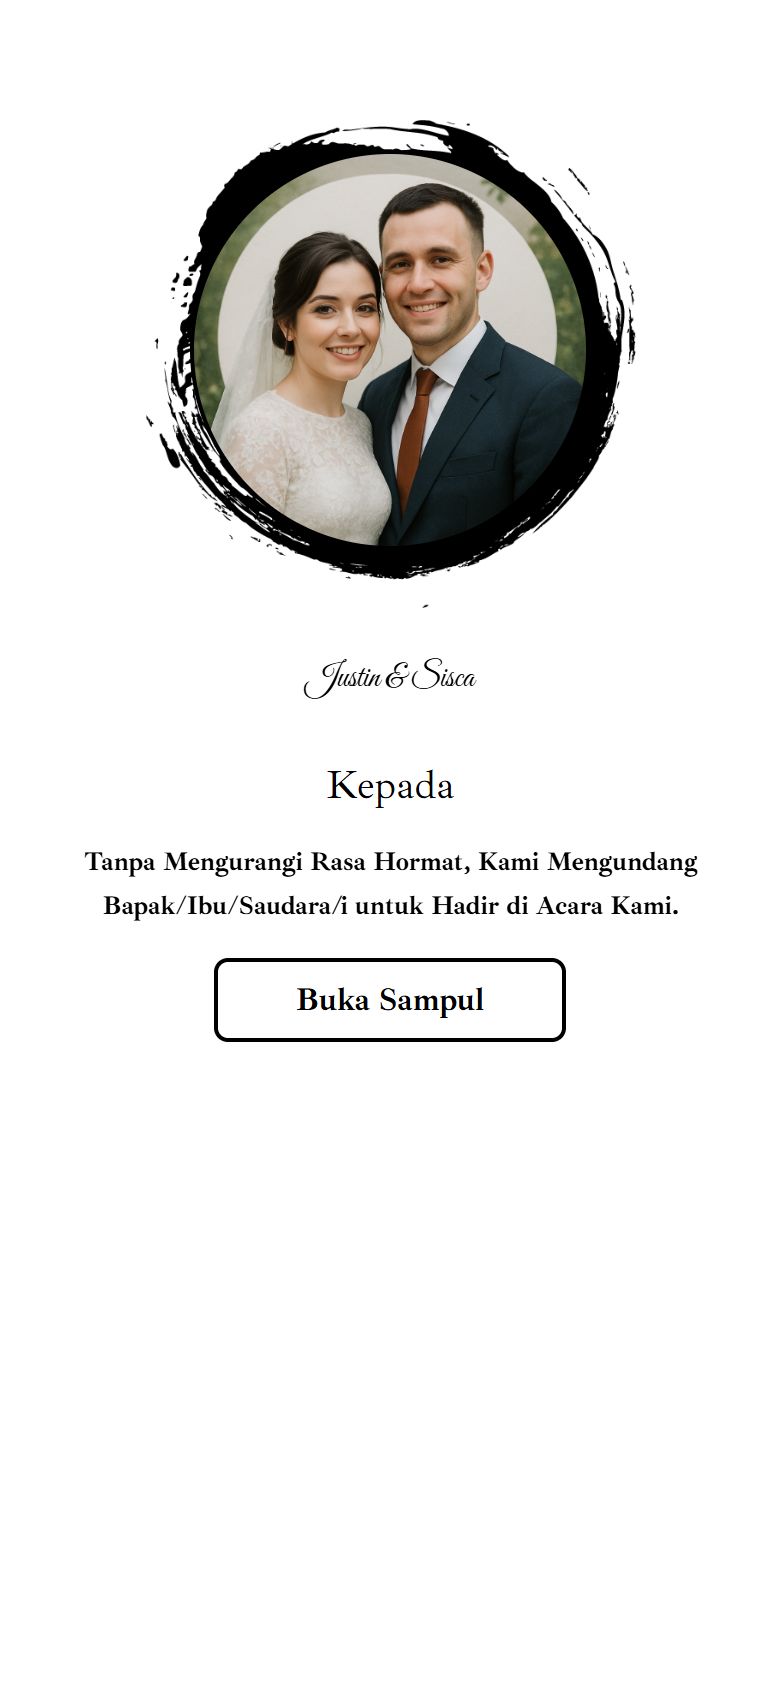 Justin & Sisca
Kepada
Tanpa Mengurangi Rasa Hormat, Kami Mengundang
Bapak/Ibu/Saudara/i untuk Hadir di Acara Kami.
Buka Sampul